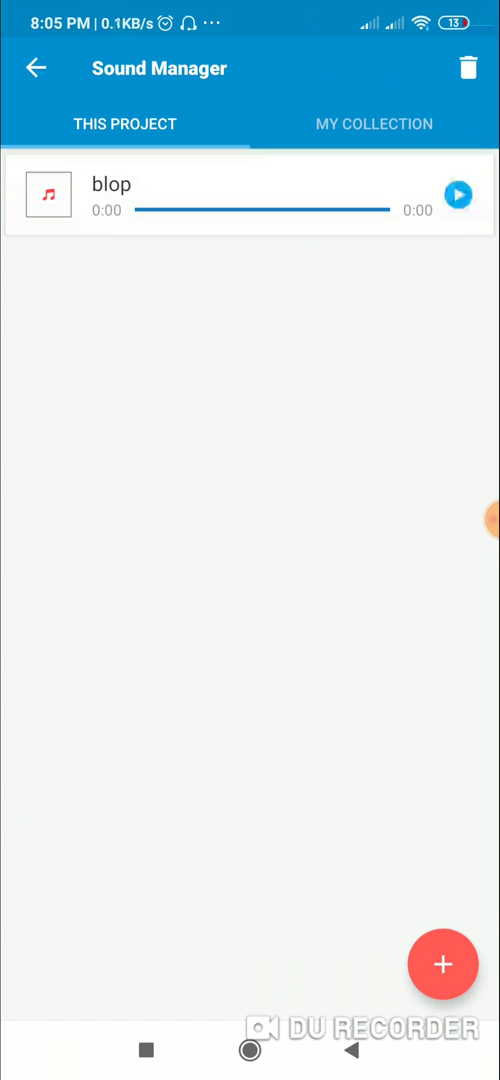 8:05 PM | 0.1KB/s ... 13
Sound Manager
THIS PROJECT
MY COLLECTION
blop
0:00
0:00
DU RECORDER